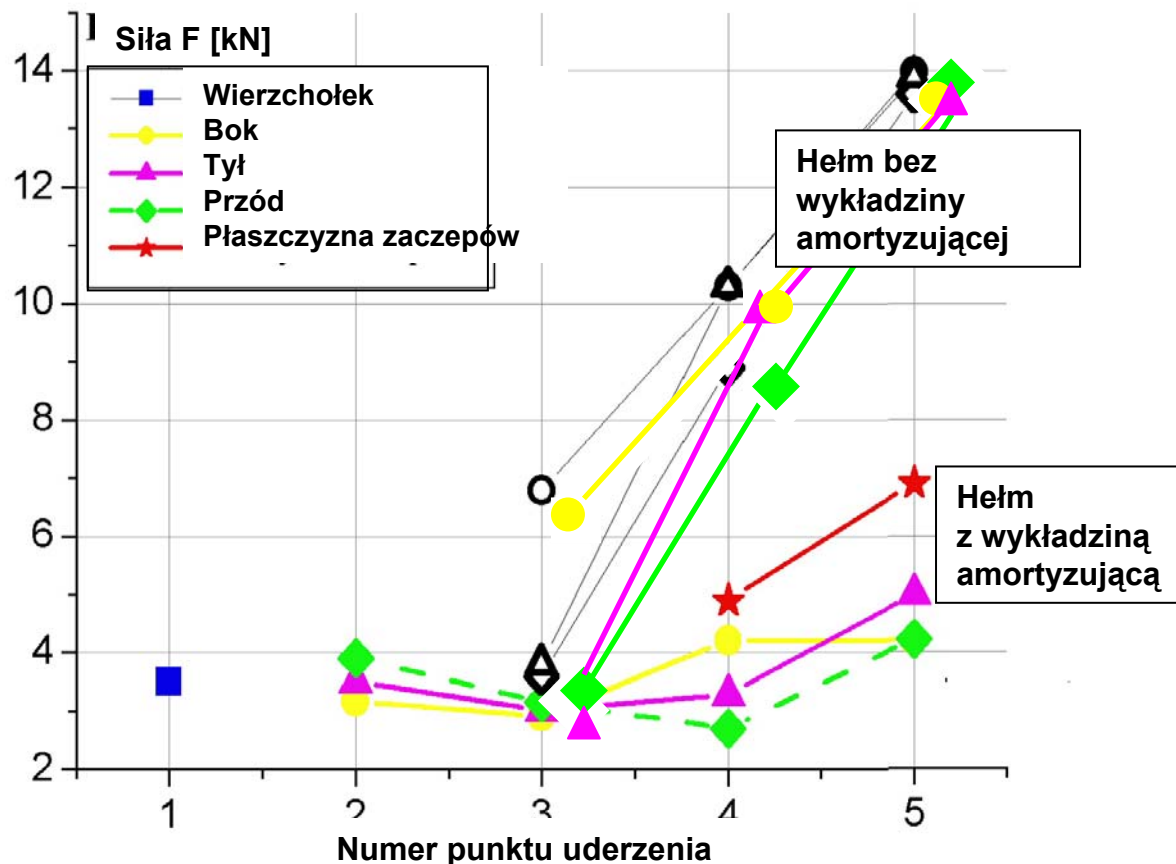 Siła F [kN]
Wierzchołek
Bok
Tył
Przód
Płaszczyzna zaczepów
14
12
10
8
6
4
2
Hełm bez
wykładziny
amortyzującej
Hełm
z wykładziną
amortyzującą
1 2 3 4 5
Numer punktu uderzenia